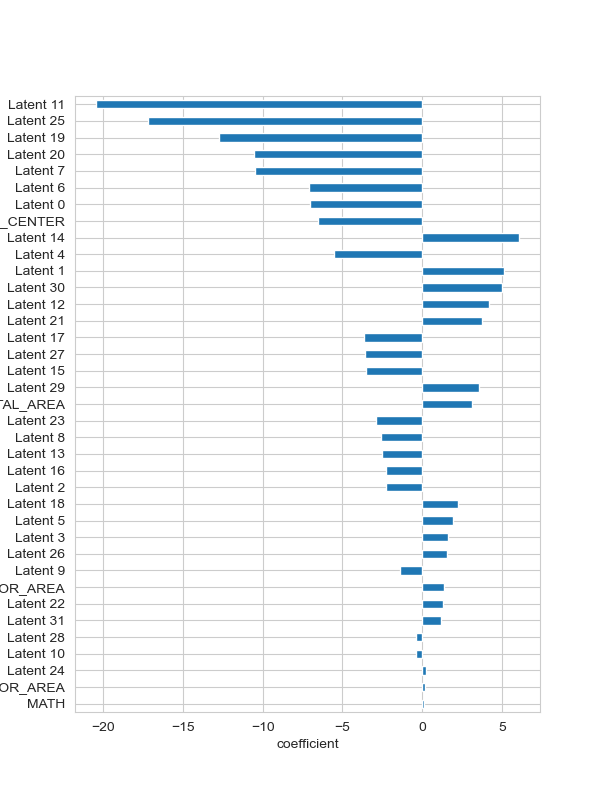 Latent 11
Latent 25
Latent 19
Latent 20
Latent 7
Latent 6
Latent 0
_CENTER
Latent 14
Latent 4
Latent 1
Latent 30
Latent 12
Latent 21
Latent 17
Latent 27
Latent 15
Latent 29
TAL_AREA
Latent 23
Latent 8
Latent 13
Latent 16
Latent 2
Latent 18
Latent 5
Latent 3
Latent 26
Latent 9
OR_AREA
Latent 22
Latent 31
Latent 28
Latent 10
Latent 24
OR_AREA
MATH
−20 −15 −10 −5 0 5
coefficient